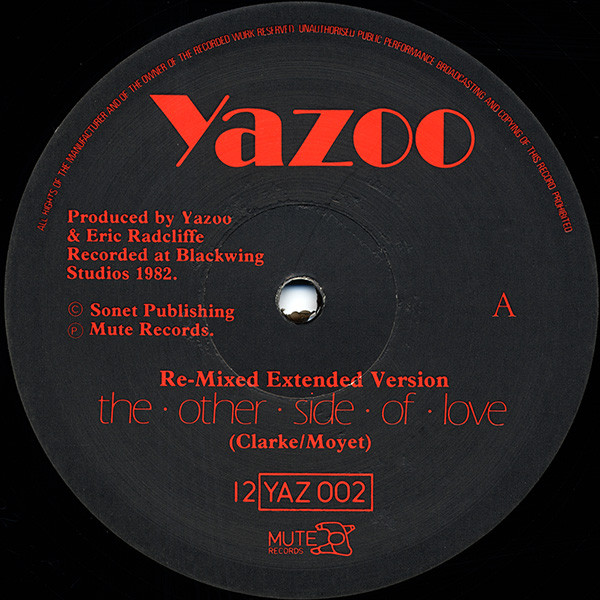 ALL RIGHTS OF THE MANUFACTURER AND OF THE OWNER OF THE RECORDED WORK RESERVED UNAUTHORISED PUBLIC PERFORMANCE BROADCASTING AND COPYING OF THIS RECORD PROHIBITED
Yazoo
Produced by Yazoo
& Eric Radcliffe
Recorded at Blackwing
Studios 1982.
© Sonet Publishing
℗ Mute Records.
A
Re-Mixed Extended Version
the · other · side · of · love
(Clarke/Moyet)
12 YAZ 002
MUTE
RECORDS